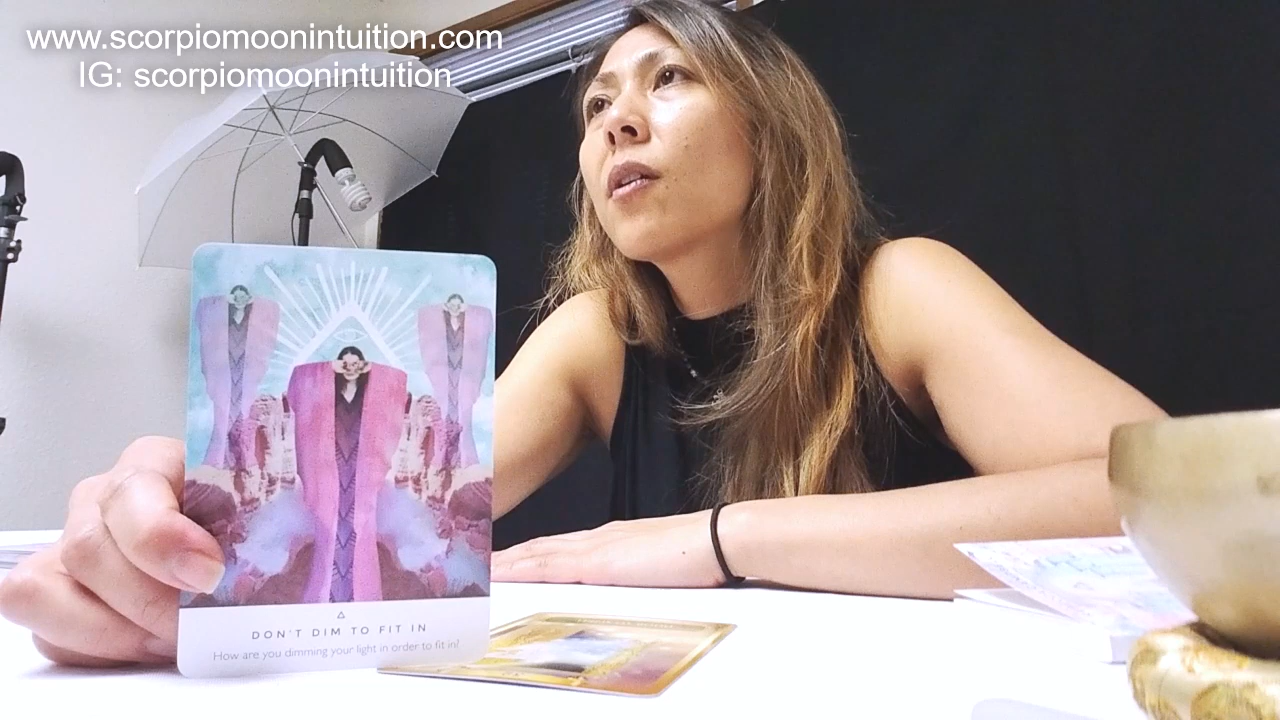 www.scorpiomoonintuition.com
IG: scorpiomoonintuition
DON'T DIM TO FIT IN
How are you dimming your light in order to fit in?